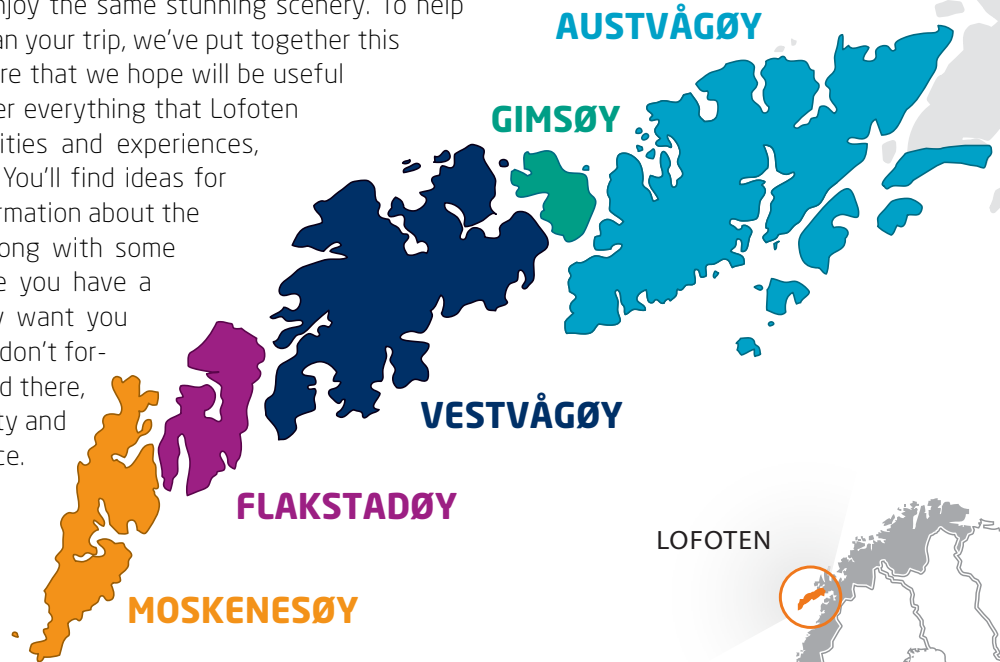 njoy the same stunning scenery. To help
an your trip, we've put together this
re that we hope will be useful
er everything that Lofoten
ities and experiences,
You'll find ideas for
rmation about the
ong with some
e you have a
want you
don't for-
d there,
ty and
ce.
AUSTVÅGØY
GIMSØY
VESTVÅGØY
FLAKSTADØY
MOSKENESØY
LOFOTEN